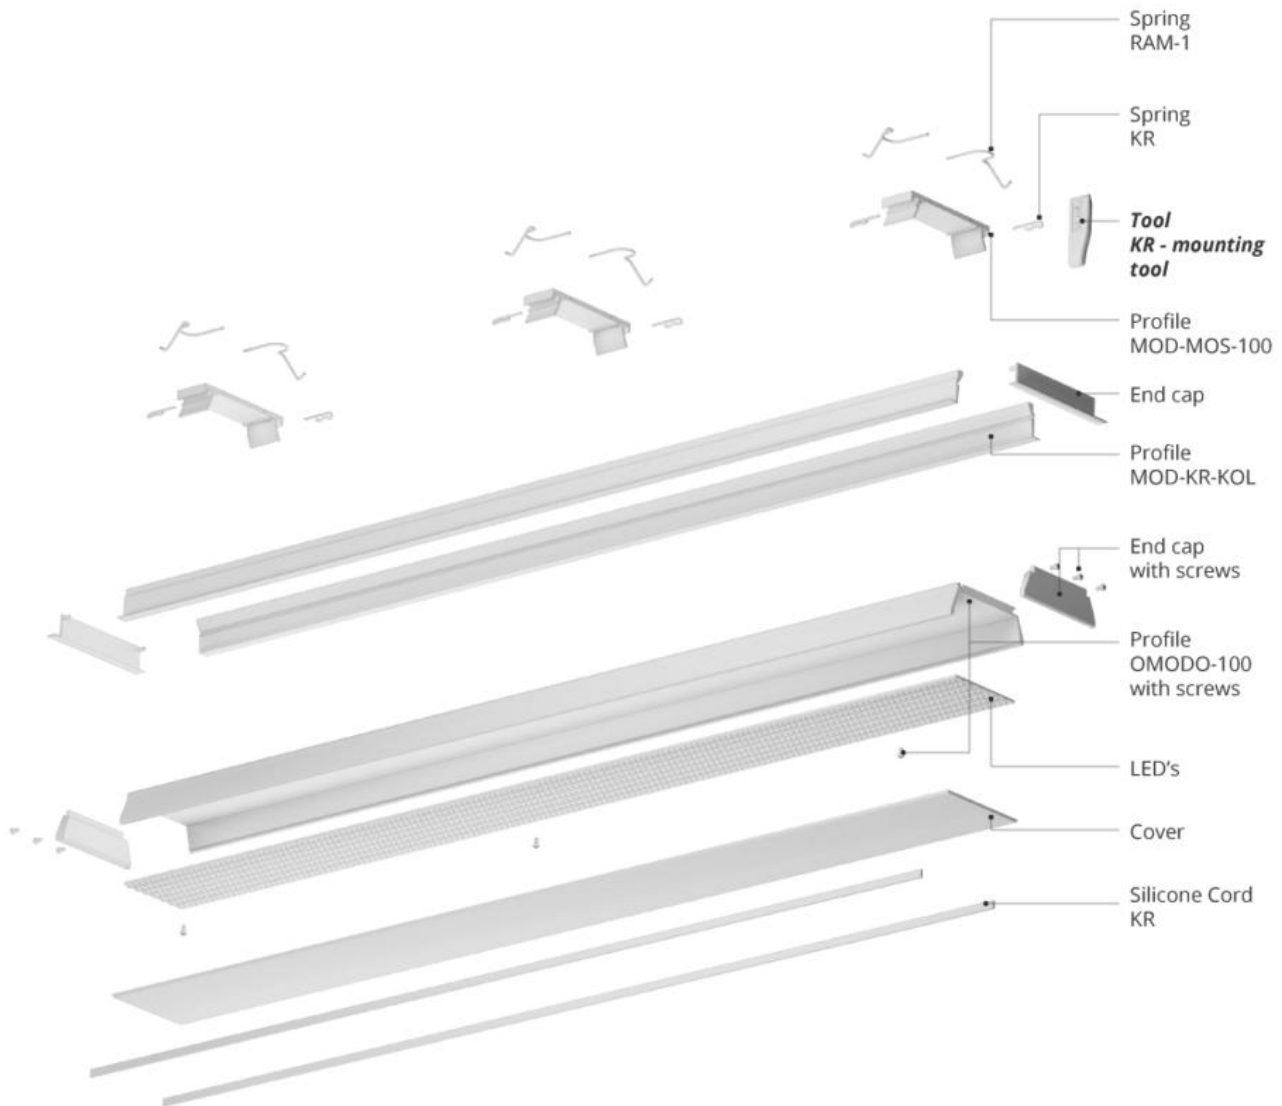 Spring
RAM-1
Spring
KR
Tool
KR - mounting
tool
Profile
MOD-MOS-100
End cap
Profile
MOD-KR-KOL
End cap
with screws
Profile
OMODO-100
with screws
LED's
Cover
Silicone Cord
KR